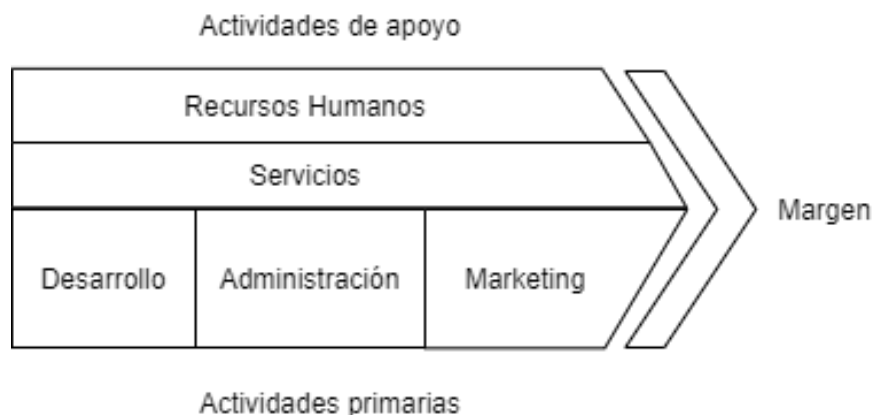 Actividades de apoyo
Recursos Humanos
Servicios
Margen
Desarrollo
Administración
Marketing
Actividades primarias